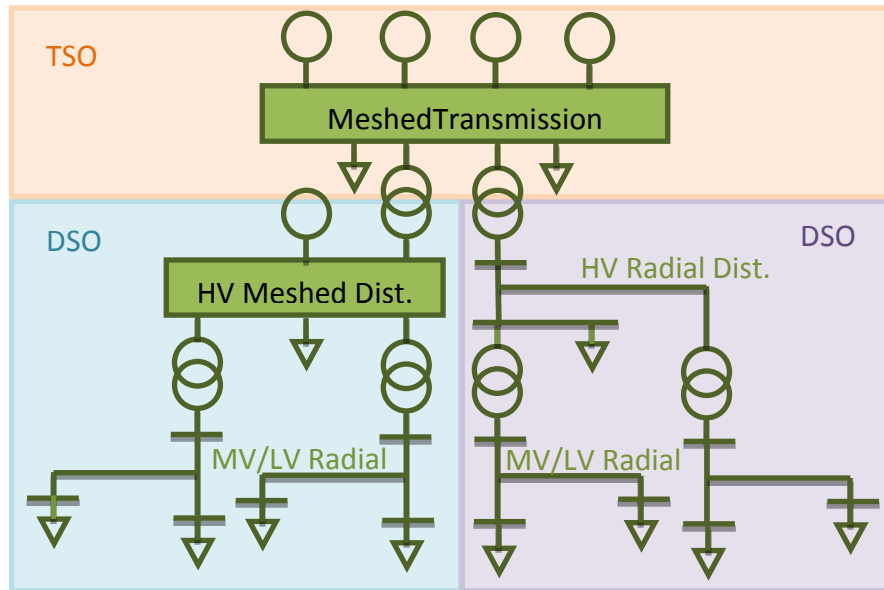 TSO
MeshedTransmission
DSO
DSO
HV Radial Dist.
HV Meshed Dist.
MV/LV Radial
MV/LV Radial